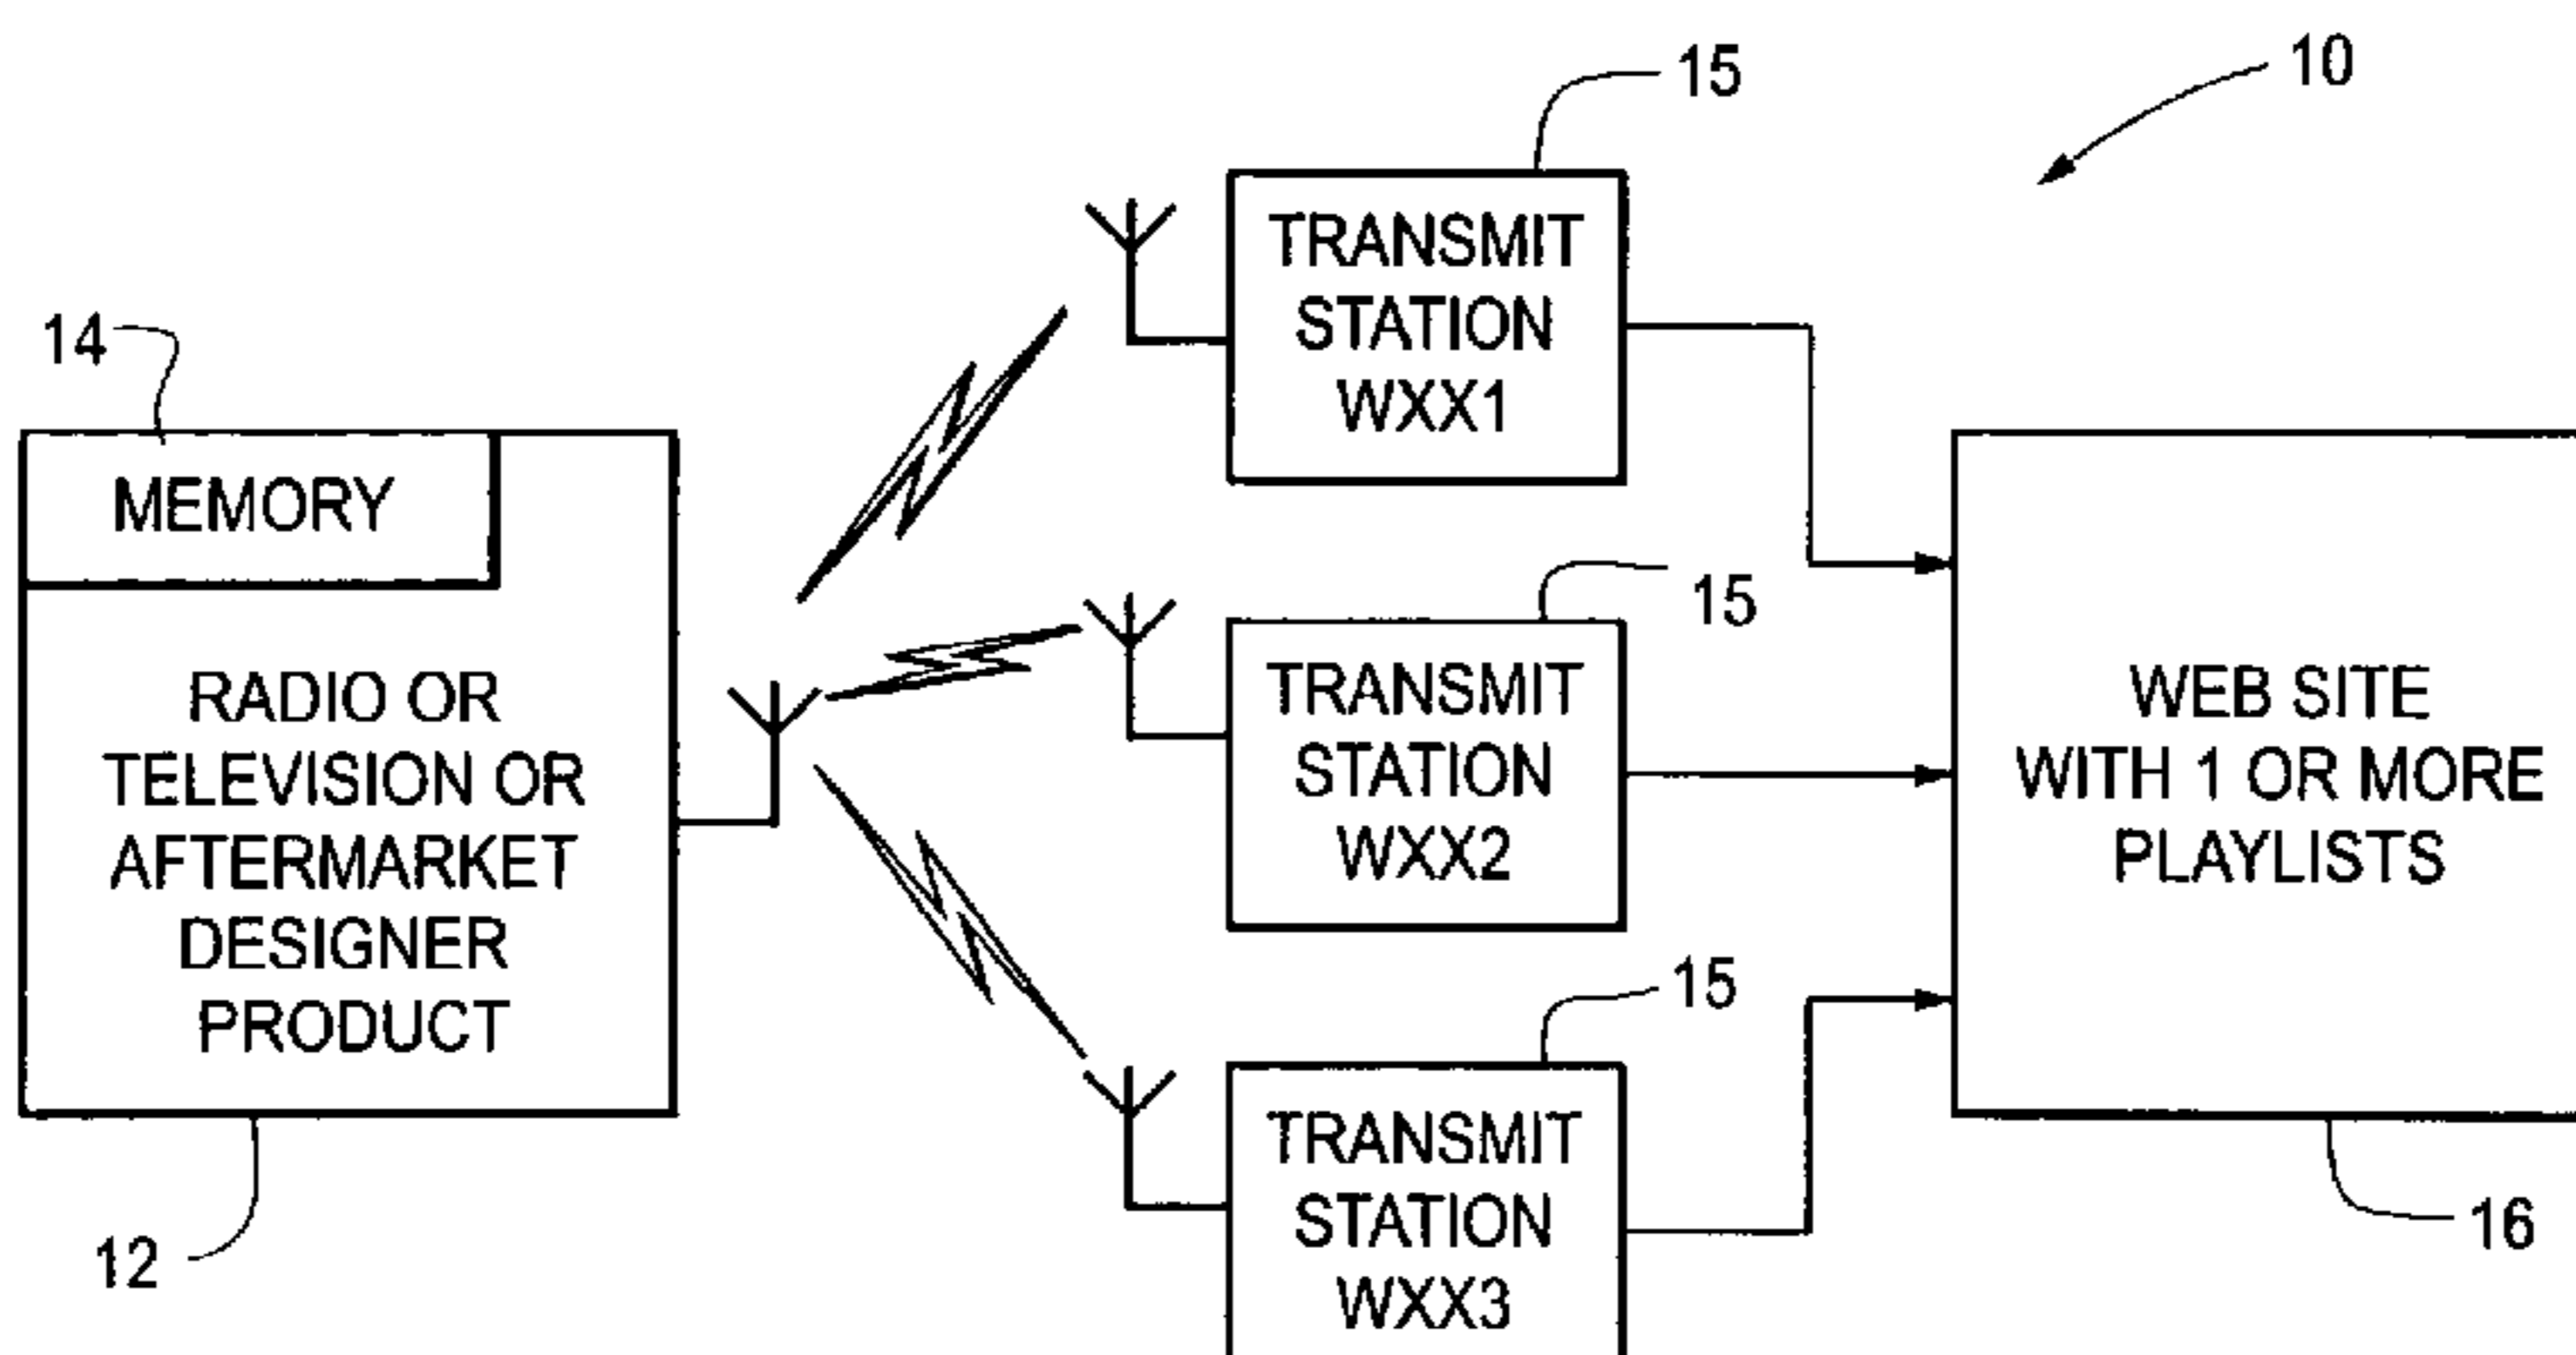 10
15
TRANSMIT
STATION
WXX1
14
MEMORY
RADIO OR
TELEVISION OR
AFTERMARKET
DESIGNER
PRODUCT
12
15
TRANSMIT
STATION
WXX2
15
TRANSMIT
STATION
WXX3
WEB SITE
WITH 1 OR MORE
PLAYLISTS
16